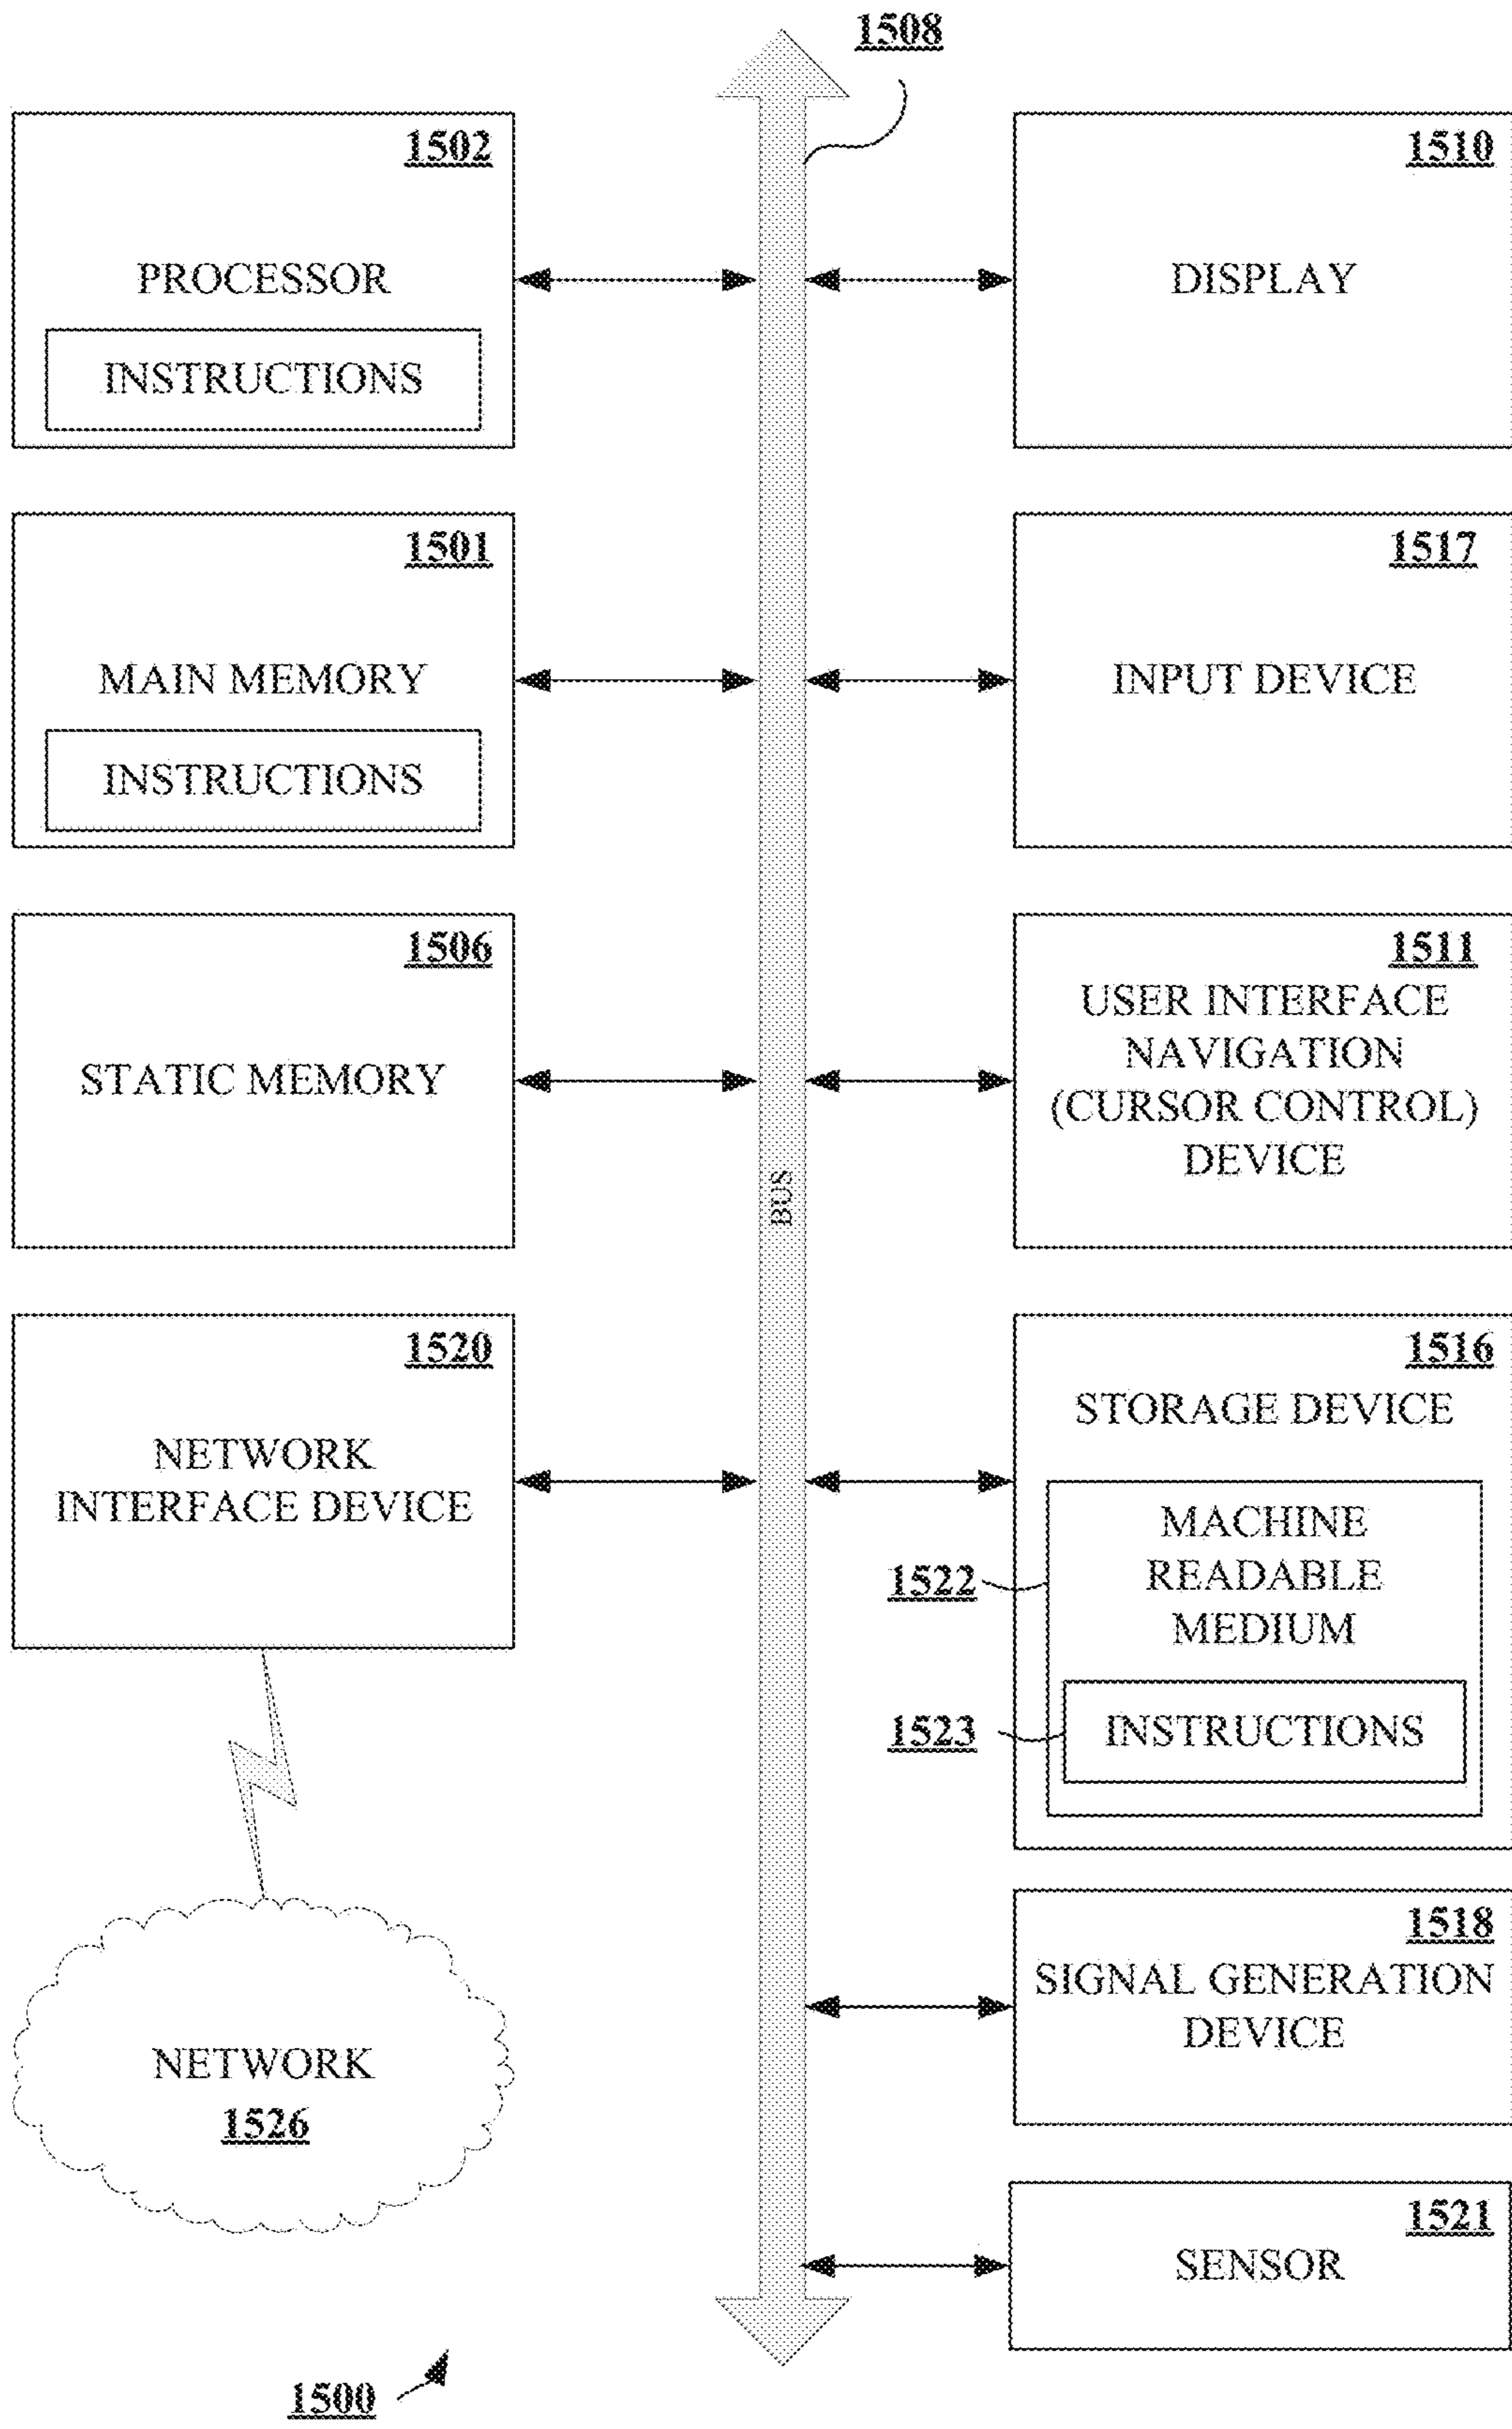 1508
1502
PROCESSOR
INSTRUCTIONS
1510
DISPLAY
1501
MAIN MEMORY
INSTRUCTIONS
1517
INPUT DEVICE
1506
STATIC MEMORY
1511
USER INTERFACE
NAVIGATION
(CURSOR CONTROL)
DEVICE
BUS
1520
NETWORK
INTERFACE DEVICE
1516
STORAGE DEVICE
MACHINE
READABLE
MEDIUM
1522
INSTRUCTIONS
1523
1518
SIGNAL GENERATION
DEVICE
NETWORK
1526
1521
SENSOR
1500